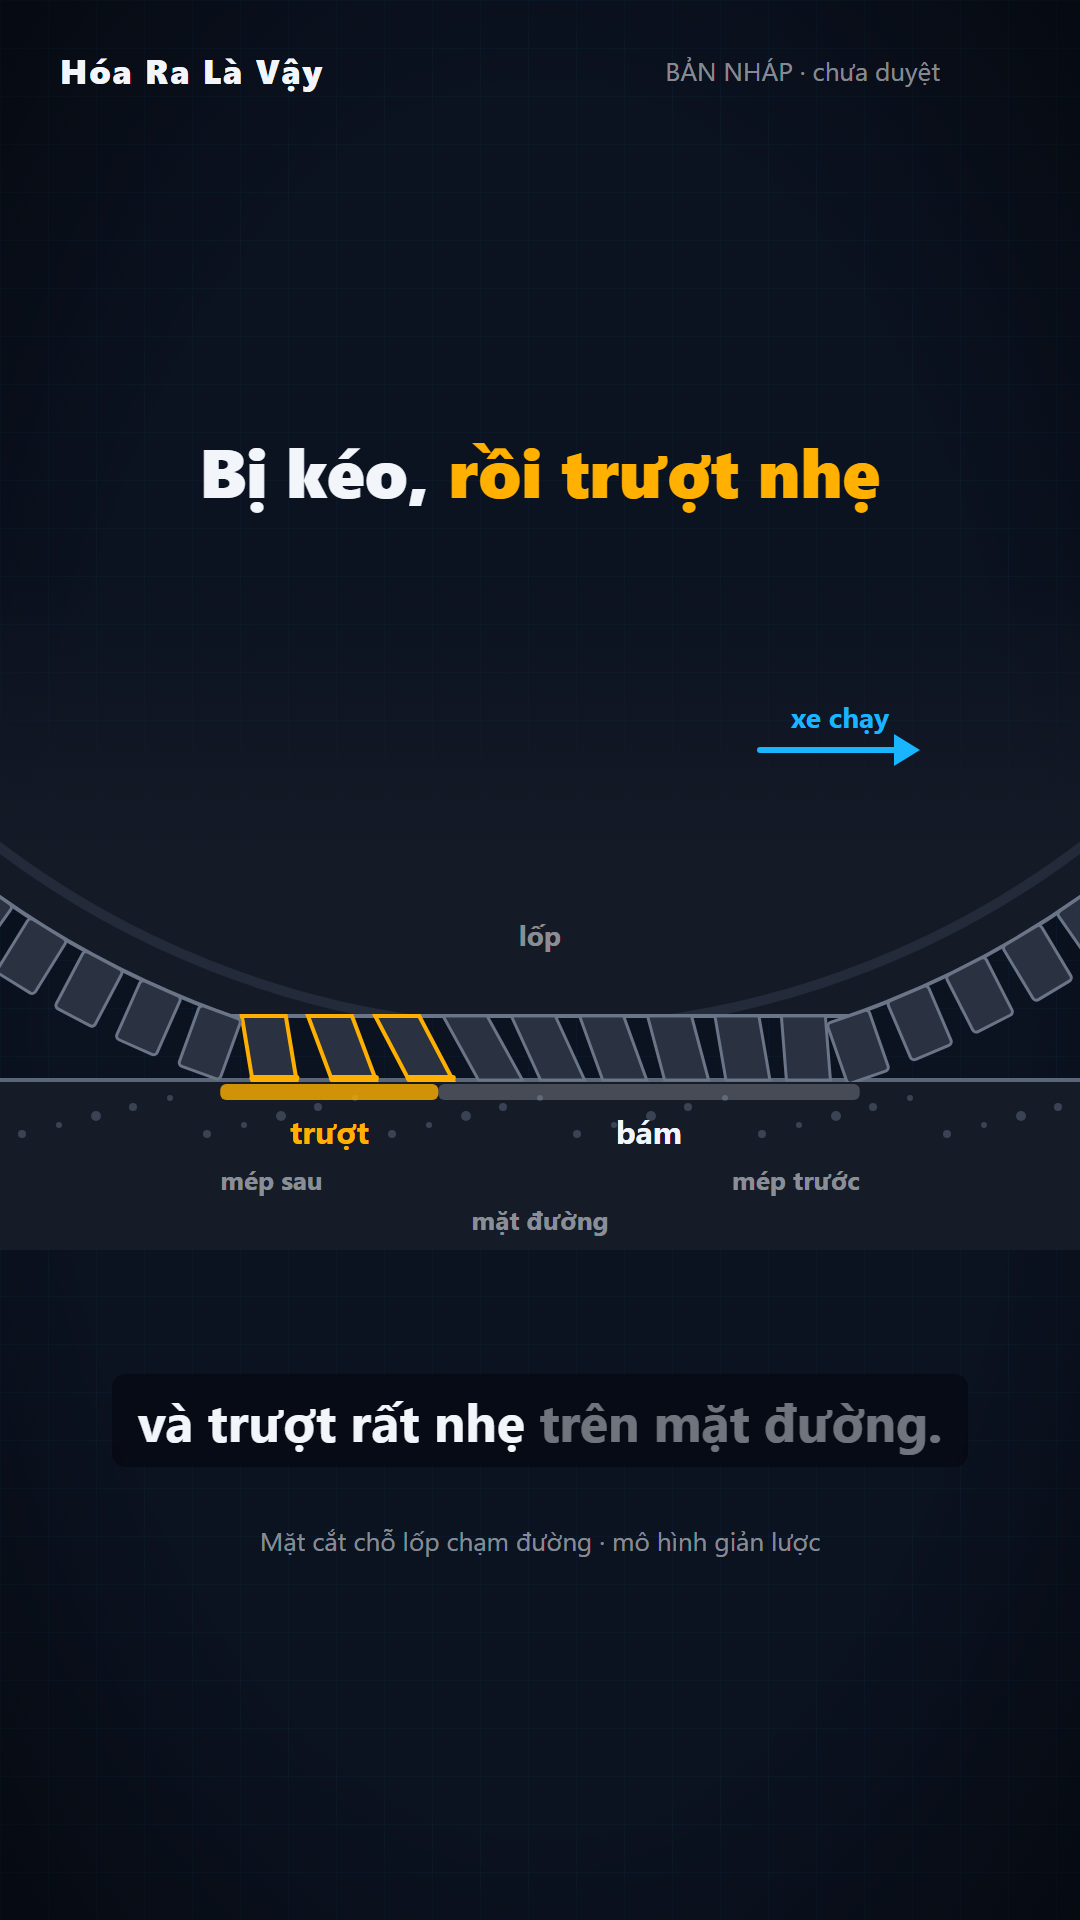 Hóa Ra Là Vậy
BẢN NHÁP · chưa duyệt
Bị kéo, rồi trượt nhẹ
xe chạy
lốp
trượt
bám
mép sau
mép trước
mặt đường
và trượt rất nhẹ trên mặt đường.
Mặt cắt chỗ lốp chạm đường · mô hình giản lược